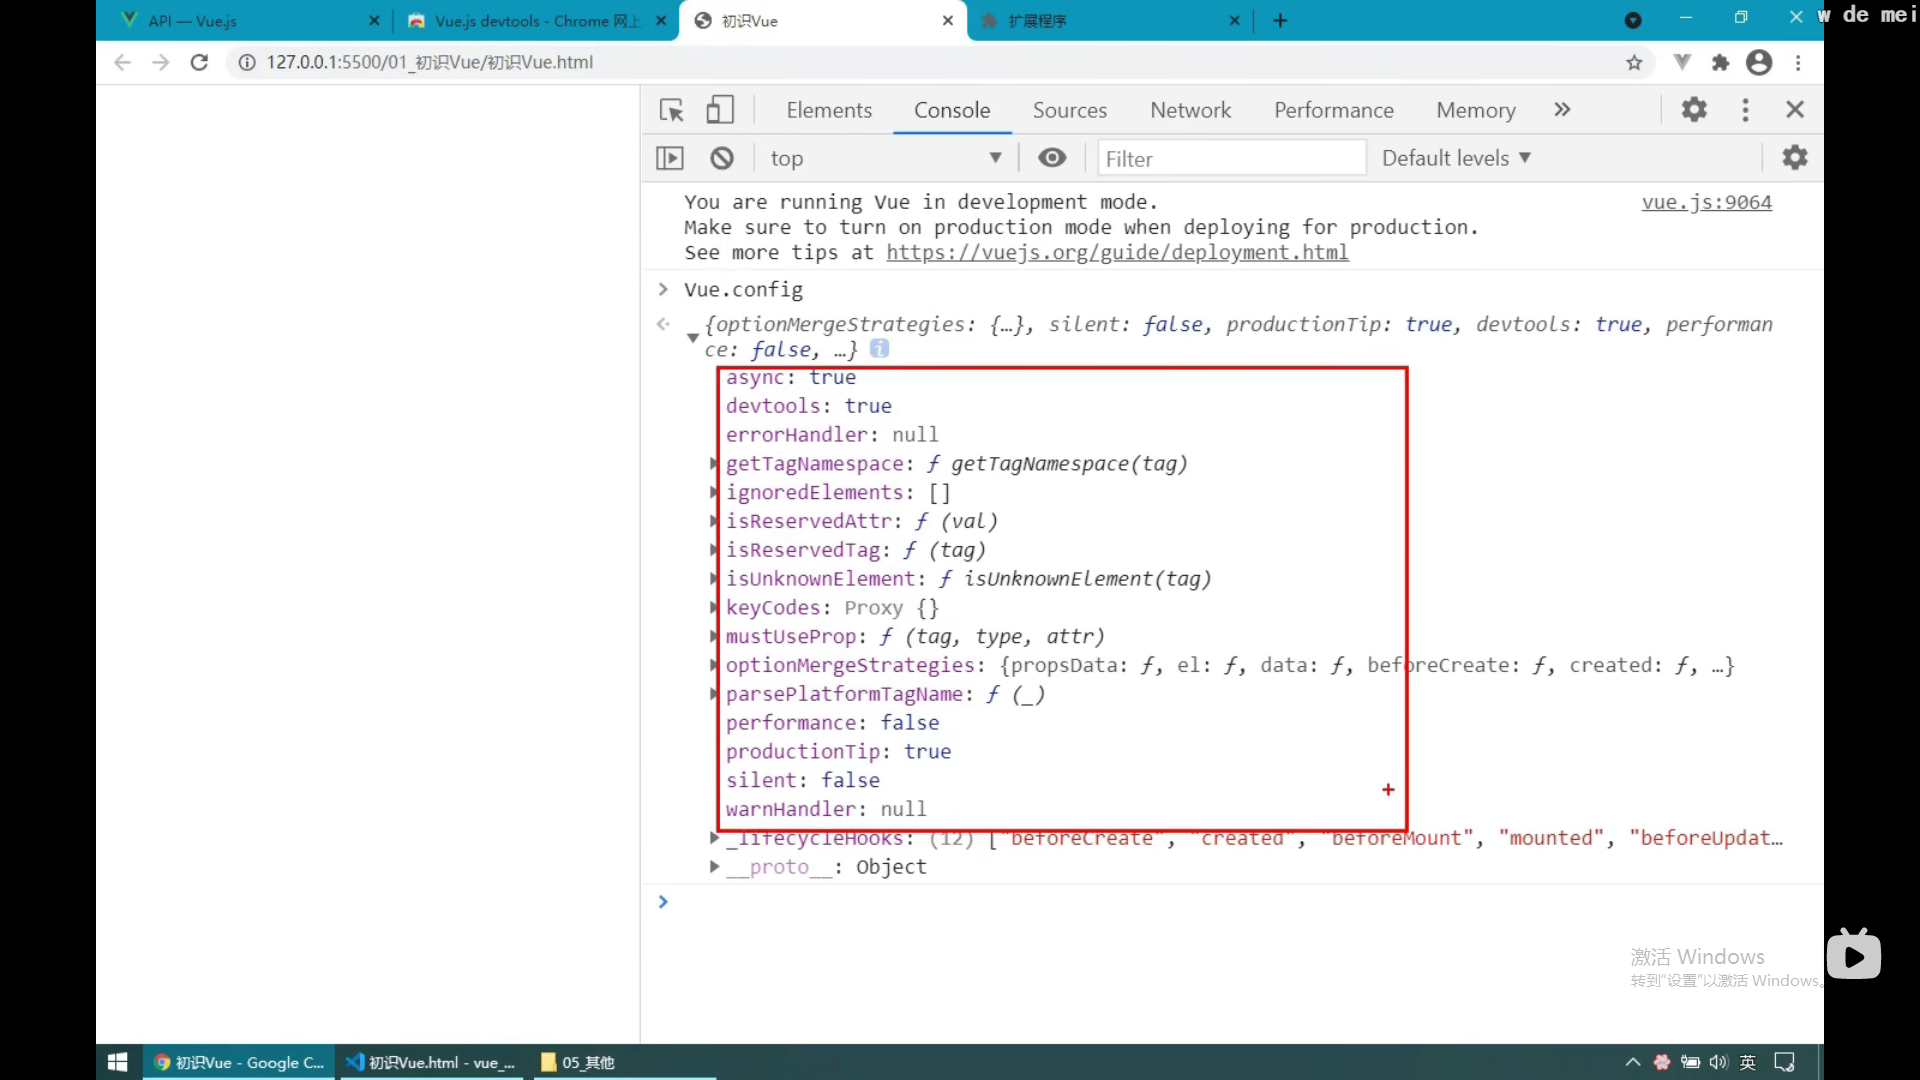 API — Vue.js
Vue.js devtools - Chrome 网上
初识Vue
扩展程序
w de mei
127.0.0.1:5500/01_初识Vue/初识Vue.html
Elements Console Sources Network Performance Memory
top Filter Default levels
You are running Vue in development mode. vue.js:9064
Make sure to turn on production mode when deploying for production.
See more tips at https://vuejs.org/guide/deployment.html
Vue.config
{optionMergeStrategies: {…}, silent: false, productionTip: true, devtools: true, performan
ce: false, …}
async: true
devtools: true
errorHandler: null
getTagNamespace: ƒ getTagNamespace(tag)
ignoredElements: []
isReservedAttr: ƒ (val)
isReservedTag: ƒ (tag)
isUnknownElement: ƒ isUnknownElement(tag)
keyCodes: Proxy {}
mustUseProp: ƒ (tag, type, attr)
optionMergeStrategies: {propsData: ƒ, el: ƒ, data: ƒ, beforeCreate: ƒ, created: ƒ, …}
parsePlatformTagName: ƒ (_)
performance: false
productionTip: true
silent: false
warnHandler: null
_lifecycleHooks: (12) ["beforeCreate", "created", "beforeMount", "mounted", "beforeUpdat…
__proto__: Object
激活 Windows
转到"设置"以激活 Windows。
初识Vue - Google C...
初识Vue.html - vue_...
05_其他
英